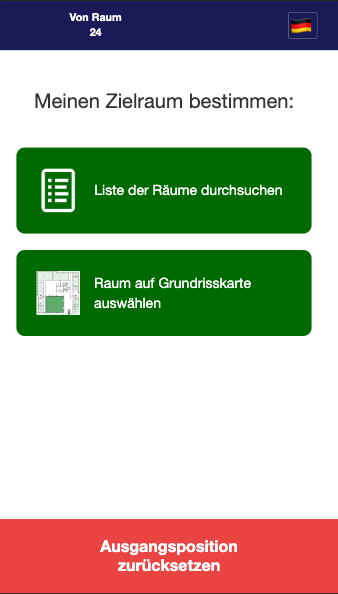 Von Raum
24
Meinen Zielraum bestimmen:
Liste der Räume durchsuchen
Raum auf Grundrisskarte
auswählen
Ausgangsposition
zurücksetzen